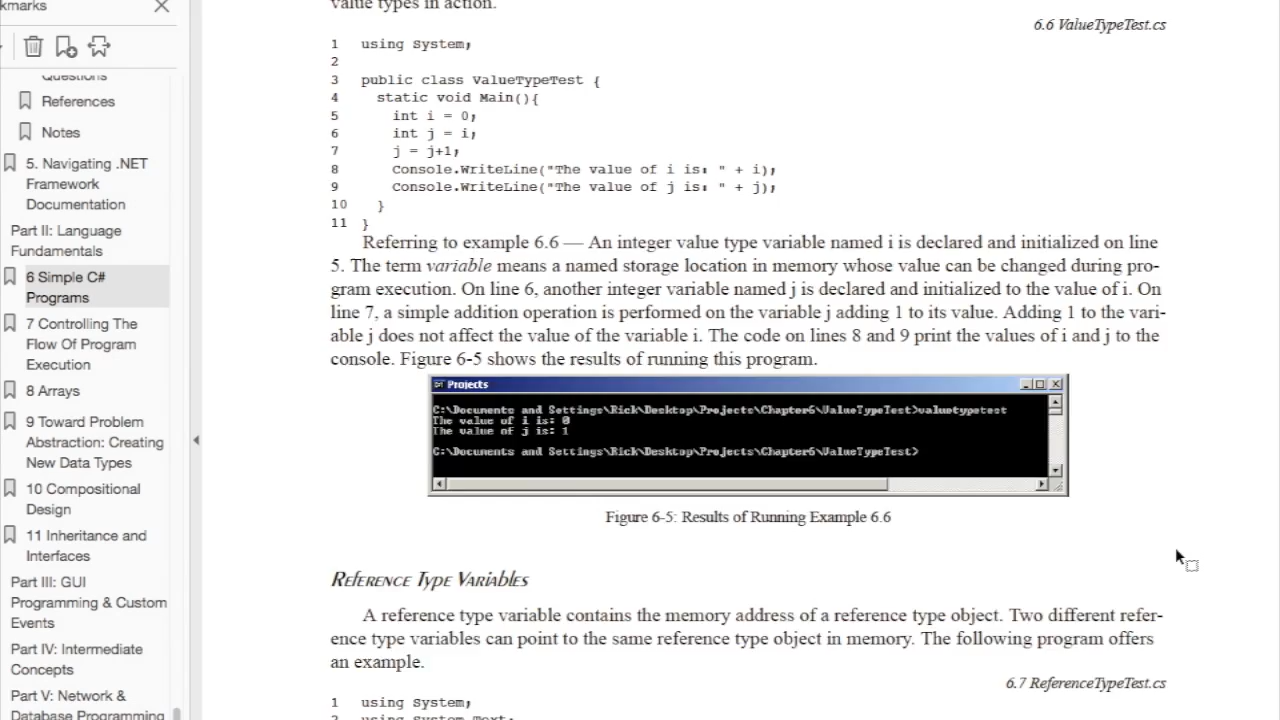 kmarks
Questions
References
Notes
5. Navigating .NET
Framework
Documentation
Part II: Language
Fundamentals
6 Simple C#
Programs
7 Controlling The
Flow Of Program
Execution
8 Arrays
9 Toward Problem
Abstraction: Creating
New Data Types
10 Compositional
Design
11 Inheritance and
Interfaces
Part III: GUI
Programming & Custom
Events
Part IV: Intermediate
Concepts
Part V: Network &
Database Programming
value types in action.
6.6 ValueTypeTest.cs
1 using System;
2
3 public class ValueTypeTest {
4 static void Main(){
5 int i = 0;
6 int j = i;
7 j = j+1;
8 Console.WriteLine("The value of i is: " + i);
9 Console.WriteLine("The value of j is: " + j);
10 }
11 }
Referring to example 6.6 — An integer value type variable named i is declared and initialized on line
5. The term variable means a named storage location in memory whose value can be changed during pro-
gram execution. On line 6, another integer variable named j is declared and initialized to the value of i. On
line 7, a simple addition operation is performed on the variable j adding 1 to its value. Adding 1 to the vari-
able j does not affect the value of the variable i. The code on lines 8 and 9 print the values of i and j to the
console. Figure 6-5 shows the results of running this program.
Projects
C:\Documents and Settings\Rick\Desktop\Projects\Chapter6\ValueTypeTest>valuetypetest
The value of i is: 0
The value of j is: 1
C:\Documents and Settings\Rick\Desktop\Projects\Chapter6\ValueTypeTest>
Figure 6-5: Results of Running Example 6.6
Reference Type Variables
A reference type variable contains the memory address of a reference type object. Two different refer-
ence type variables can point to the same reference type object in memory. The following program offers
an example.
6.7 ReferenceTypeTest.cs
1 using System;
2 using System.Text;